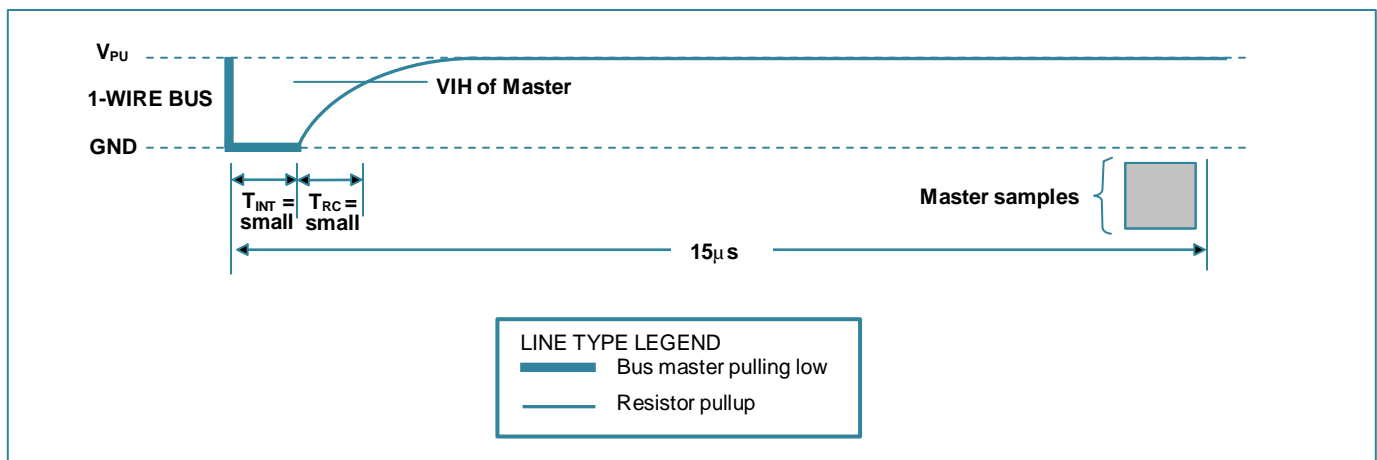 VPU
1-WIRE BUS
VIH of Master
GND
TINT =
small
TRC =
small
Master samples
15μs
LINE TYPE LEGEND
Bus master pulling low
Resistor pullup